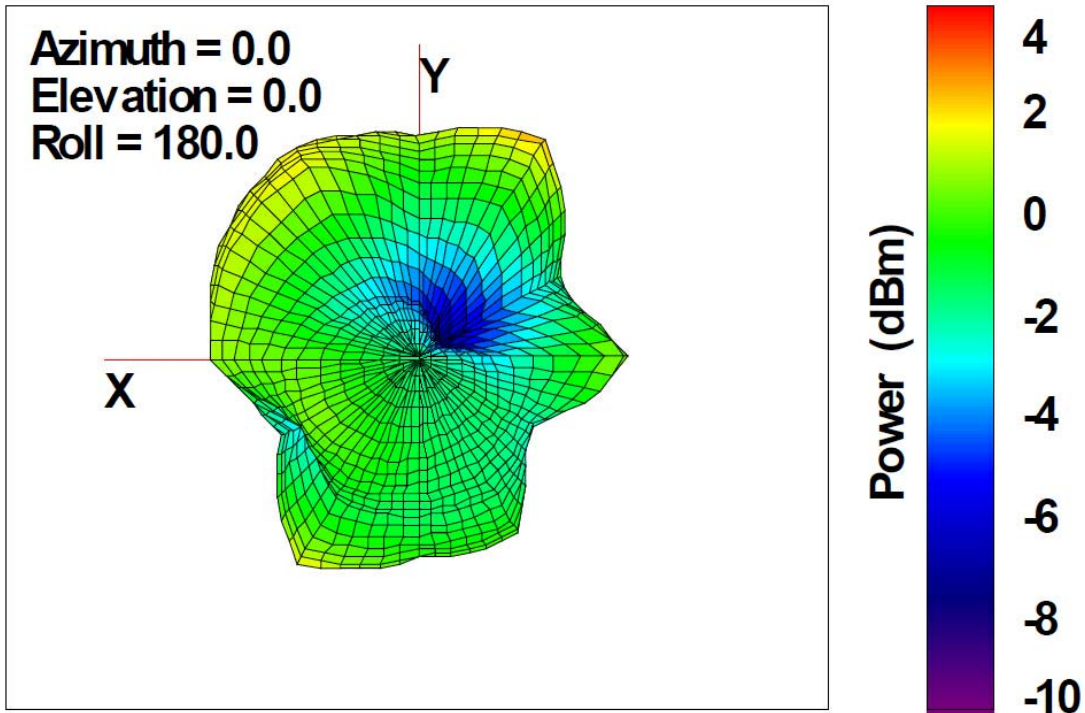 Azimuth = 0.0
Elevation = 0.0
Roll = 180.0
Y
X
Power (dBm)
4
2
0
-2
-4
-6
-8
-10